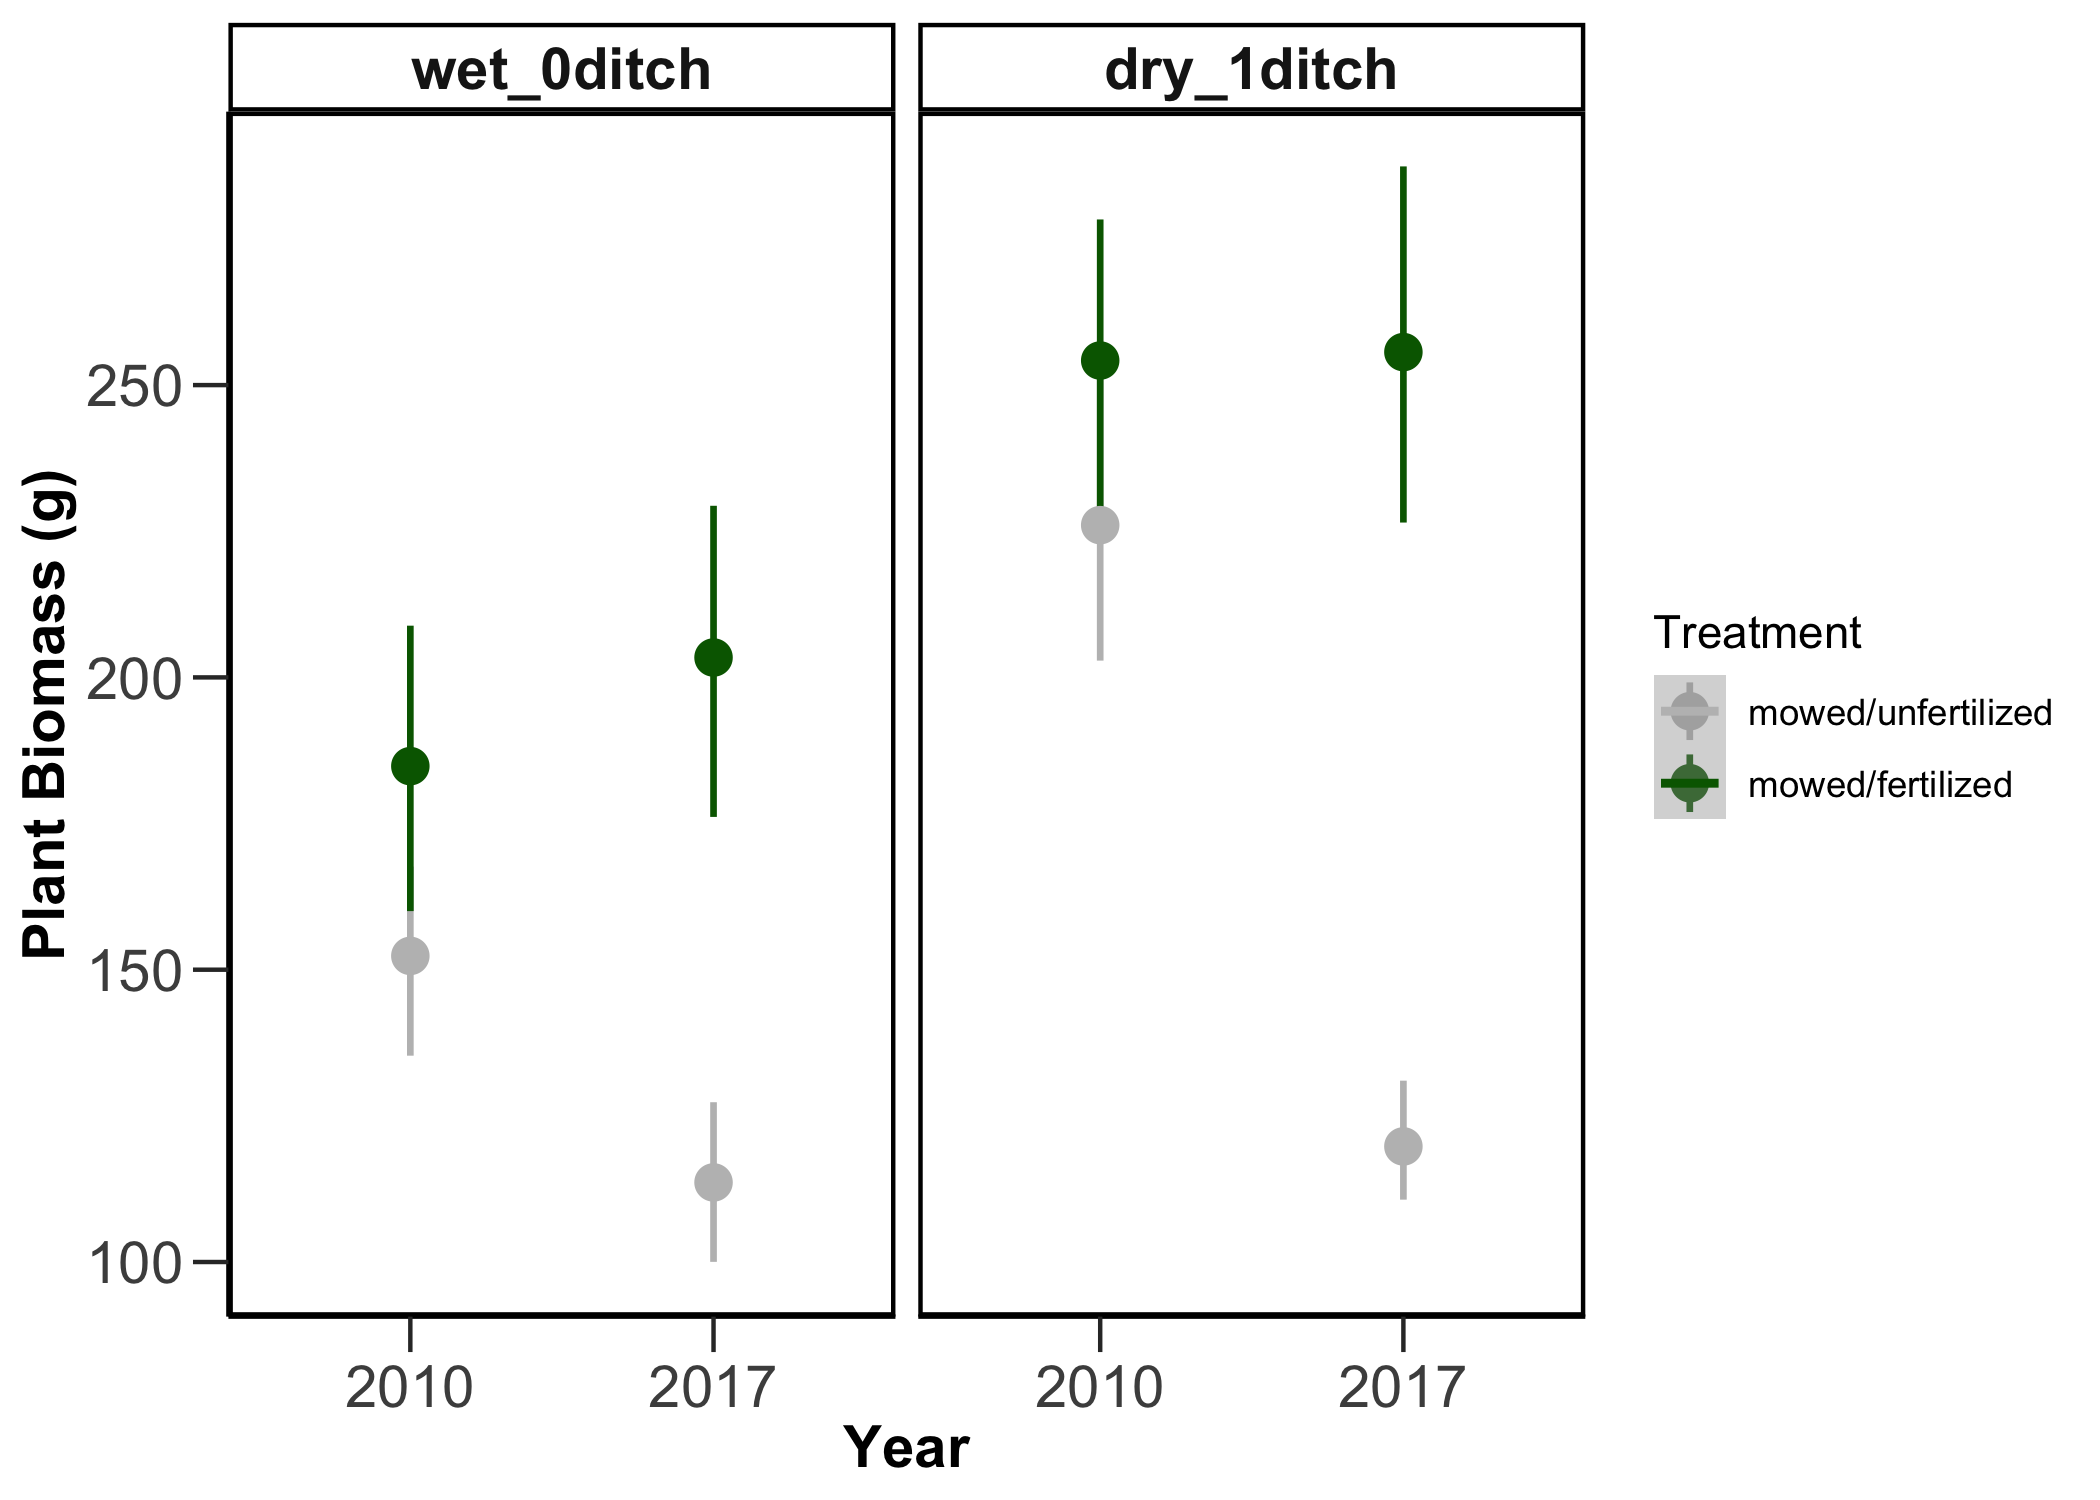 wet_0ditch
dry_1ditch
Plant Biomass (g)
250
200
150
100
2010
2017
2010
2017
Year
Treatment
mowed/unfertilized
mowed/fertilized